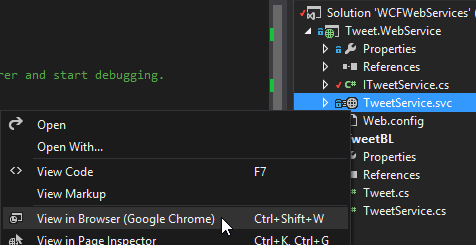 Solution 'WCFWebServices' (
Tweet.WebService
Properties
References
rer and start debugging.
ITweetService.cs
TweetService.svc
Web.config
TweetBL
Open
Open With...
View Code F7
View Markup
View in Browser (Google Chrome) Ctrl+Shift+W
View in Page Inspector Ctrl+K, Ctrl+G
Properties
References
Tweet.cs
TweetService.cs